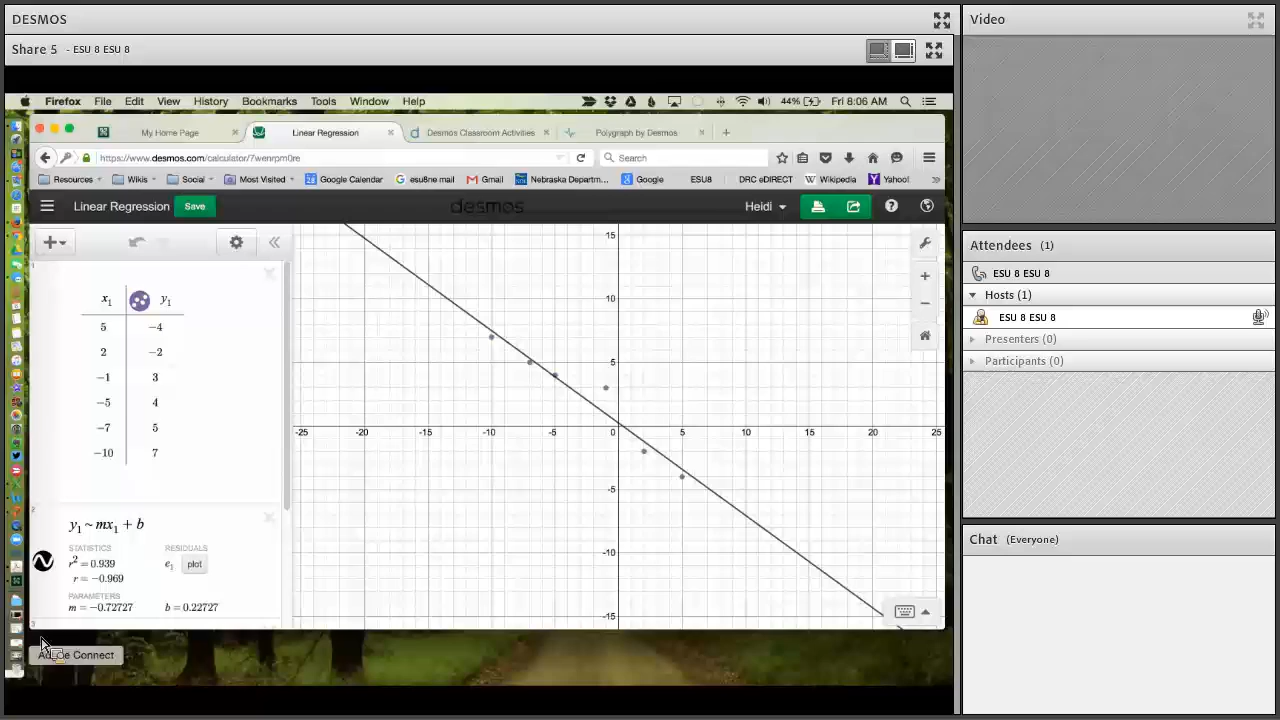 DESMOS
Share 5 - ESU 8 ESU 8
Firefox File Edit View History Bookmarks Tools Window Help 44% Fri 8:06 AM
My Home Page Linear Regression Desmos Classroom Activities Polygraph by Desmos
https://www.desmos.com/calculator/7wenrpm0re Search
Resources Wikis Social Most Visited Google Calendar esu8ne mail Gmail Nebraska Departm... Google ESU8 DRC eDIRECT Wikipedia Yahoo!
Linear Regression Save desmos Heidi
x₁ y₁
5 −4
2 −2
−1 3
−5 4
−7 5
−10 7
1
2
3
y₁ ~ mx₁ + b
STATISTICS RESIDUALS
r² = 0.939 e₁ plot
r = −0.969
PARAMETERS
m = −0.72727 b = 0.22727
15
10
5
-25 -20 -15 -10 -5 0 5 10 15 20 25
-5
-10
-15
Connect
Video
Attendees (1)
ESU 8 ESU 8
Hosts (1)
ESU 8 ESU 8
Presenters (0)
Participants (0)
Chat (Everyone)